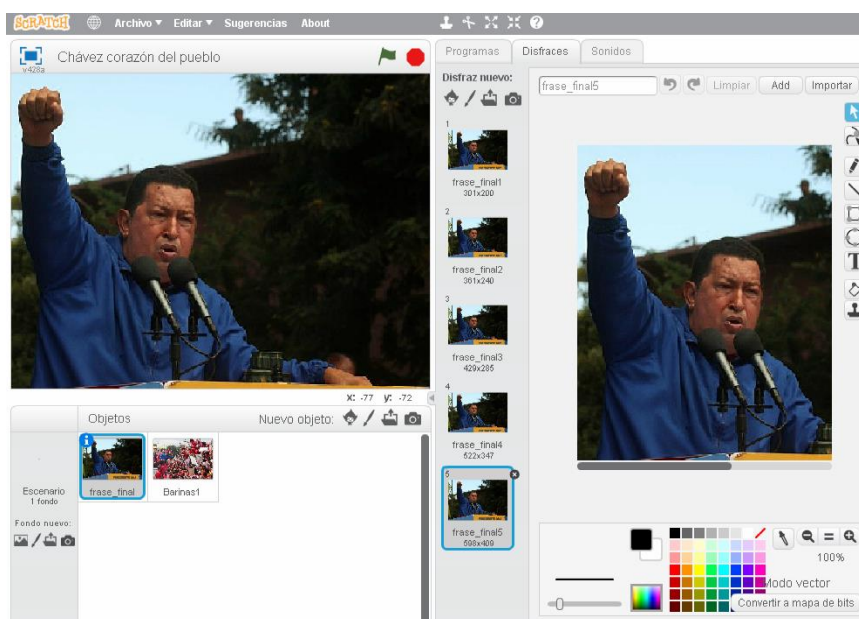 SCRATCH Archivo Editar Sugerencias About
v428a
Chávez corazón del pueblo
X: -77 y: -72
Objetos
Nuevo objeto:
Escenario
1 fondo
Fondo nuevo:
frase_final
Barinas1
Programas Disfraces Sonidos
Disfraz nuevo:
1
frase_final1
301x200
2
frase_final2
361x240
3
frase_final3
429x285
4
frase_final4
522x347
5
frase_final5
598x409
frase_final5
Limpiar Add Importar
T
100%
Modo vector
Convertir a mapa de bits